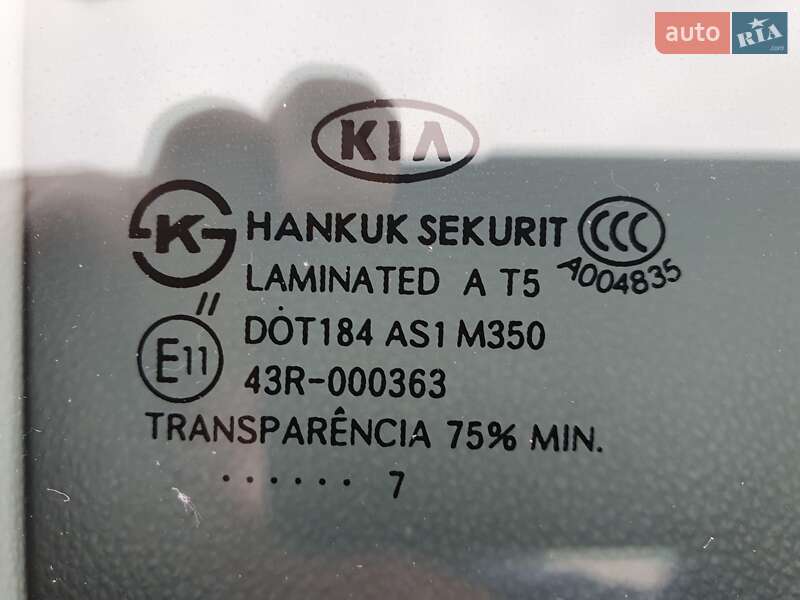 auto RIA .com
KIA
K HANKUK SEKURIT CCC
LAMINATED A T5 A004835
//
DOT184 AS1 M350
E11 43R-000363
TRANSPARÊNCIA 75% MIN.
...... 7